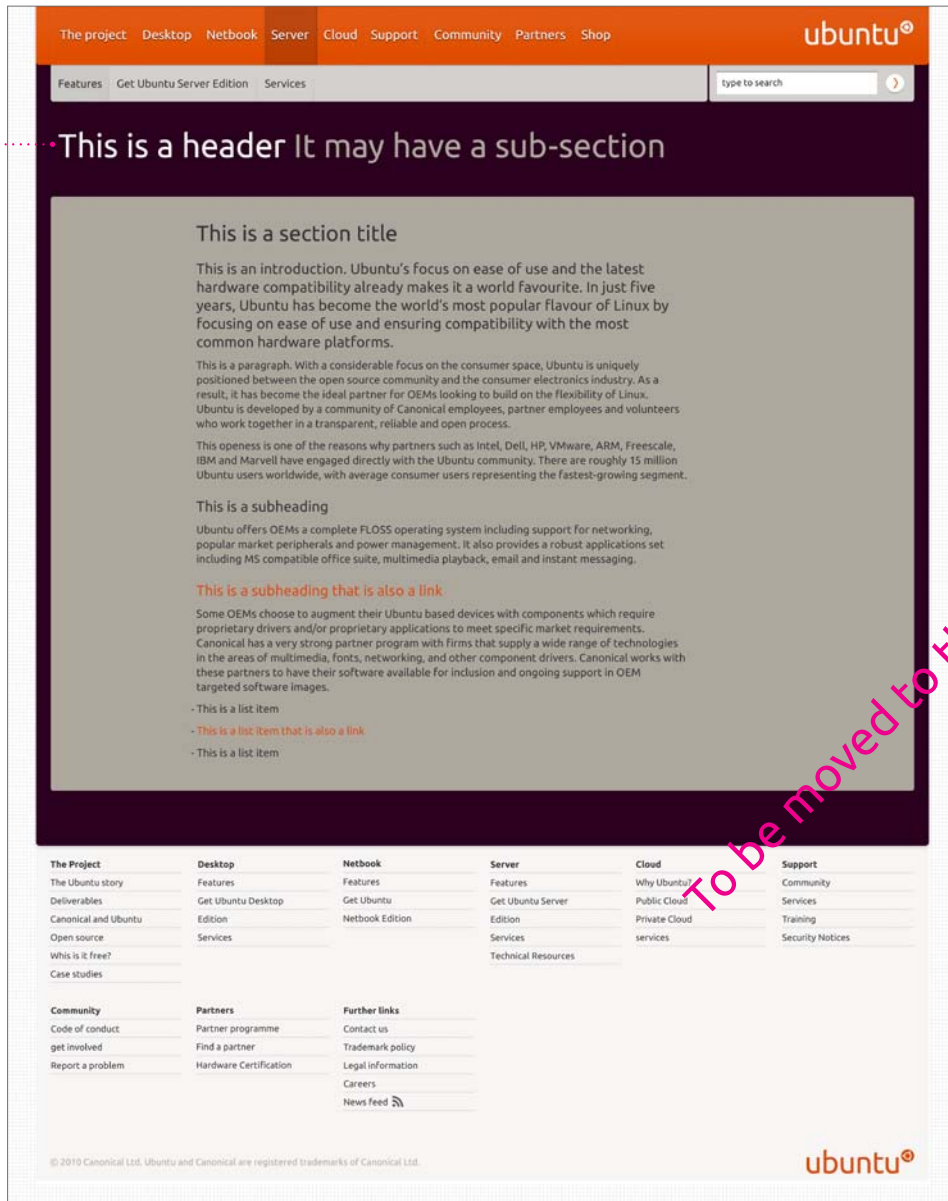 The project Desktop Netbook Server Cloud Support Community Partners Shop
ubuntu
Features Get Ubuntu Server Edition Services
type to search
This is a header It may have a sub-section
This is a section title
This is an introduction. Ubuntu's focus on ease of use and the latest
hardware compatibility already makes it a world favourite. In just five
years, Ubuntu has become the world's most popular flavour of Linux by
focusing on ease of use and ensuring compatibility with the most
common hardware platforms.
This is a paragraph. With a considerable focus on the consumer space, Ubuntu is uniquely
positioned between the open source community and the consumer electronics industry. As a
result, it has become the ideal partner for OEMs looking to build on the flexibility of Linux.
Ubuntu is developed by a community of Canonical employees, partner employees and volunteers
who work together in a transparent, reliable and open process.
This openess is one of the reasons why partners such as Intel, Dell, HP, VMware, ARM, Freescale,
IBM and Marvell have engaged directly with the Ubuntu community. There are roughly 15 million
Ubuntu users worldwide, with average consumer users representing the fastest-growing segment.
This is a subheading
Ubuntu offers OEMs a complete FLOSS operating system including support for networking,
popular market peripherals and power management. It also provides a robust applications set
including MS compatible office suite, multimedia playback, email and instant messaging.
This is a subheading that is also a link
Some OEMs choose to augment their Ubuntu based devices with components which require
proprietary drivers and/or proprietary applications to meet specific market requirements.
Canonical has a very strong partner program with firms that supply a wide range of technologies
in the areas of multimedia, fonts, networking, and other component drivers. Canonical works with
these partners to have their software available for inclusion and ongoing support in OEM
targeted software images.
- This is a list item
- This is a list item that is also a link
- This is a list item
To be moved to
The Project
The Ubuntu story
Deliverables
Canonical and Ubuntu
Open source
Whis is it free?
Case studies
Desktop
Features
Get Ubuntu Desktop
Edition
Services
Netbook
Features
Get Ubuntu
Netbook Edition
Server
Features
Get Ubuntu Server
Edition
Services
Technical Resources
Cloud
Why Ubuntu?
Public Cloud
Private Cloud
services
Support
Community
Services
Training
Security Notices
Community
Code of conduct
get involved
Report a problem
Partners
Partner programme
Find a partner
Hardware Certification
Further links
Contact us
Trademark policy
Legal information
Careers
News feed
© 2010 Canonical Ltd. Ubuntu and Canonical are registered trademarks of Canonical Ltd.
ubuntu